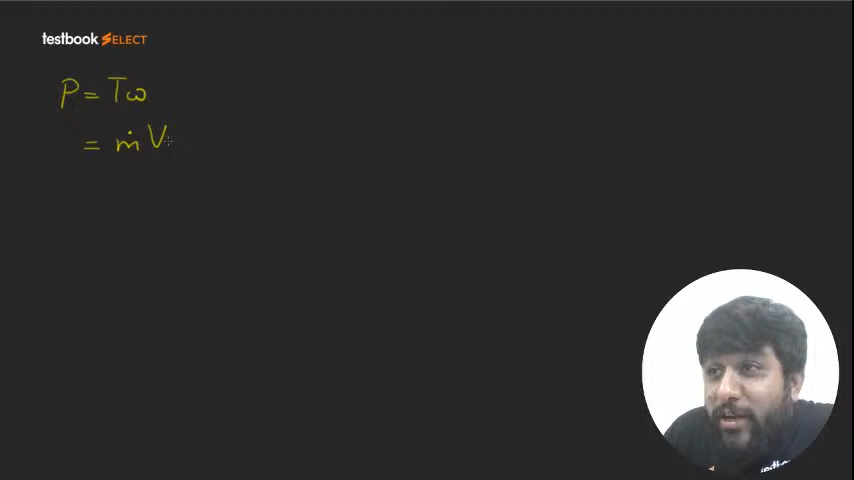 testbook SELECT
P = Tω
= ṁ V